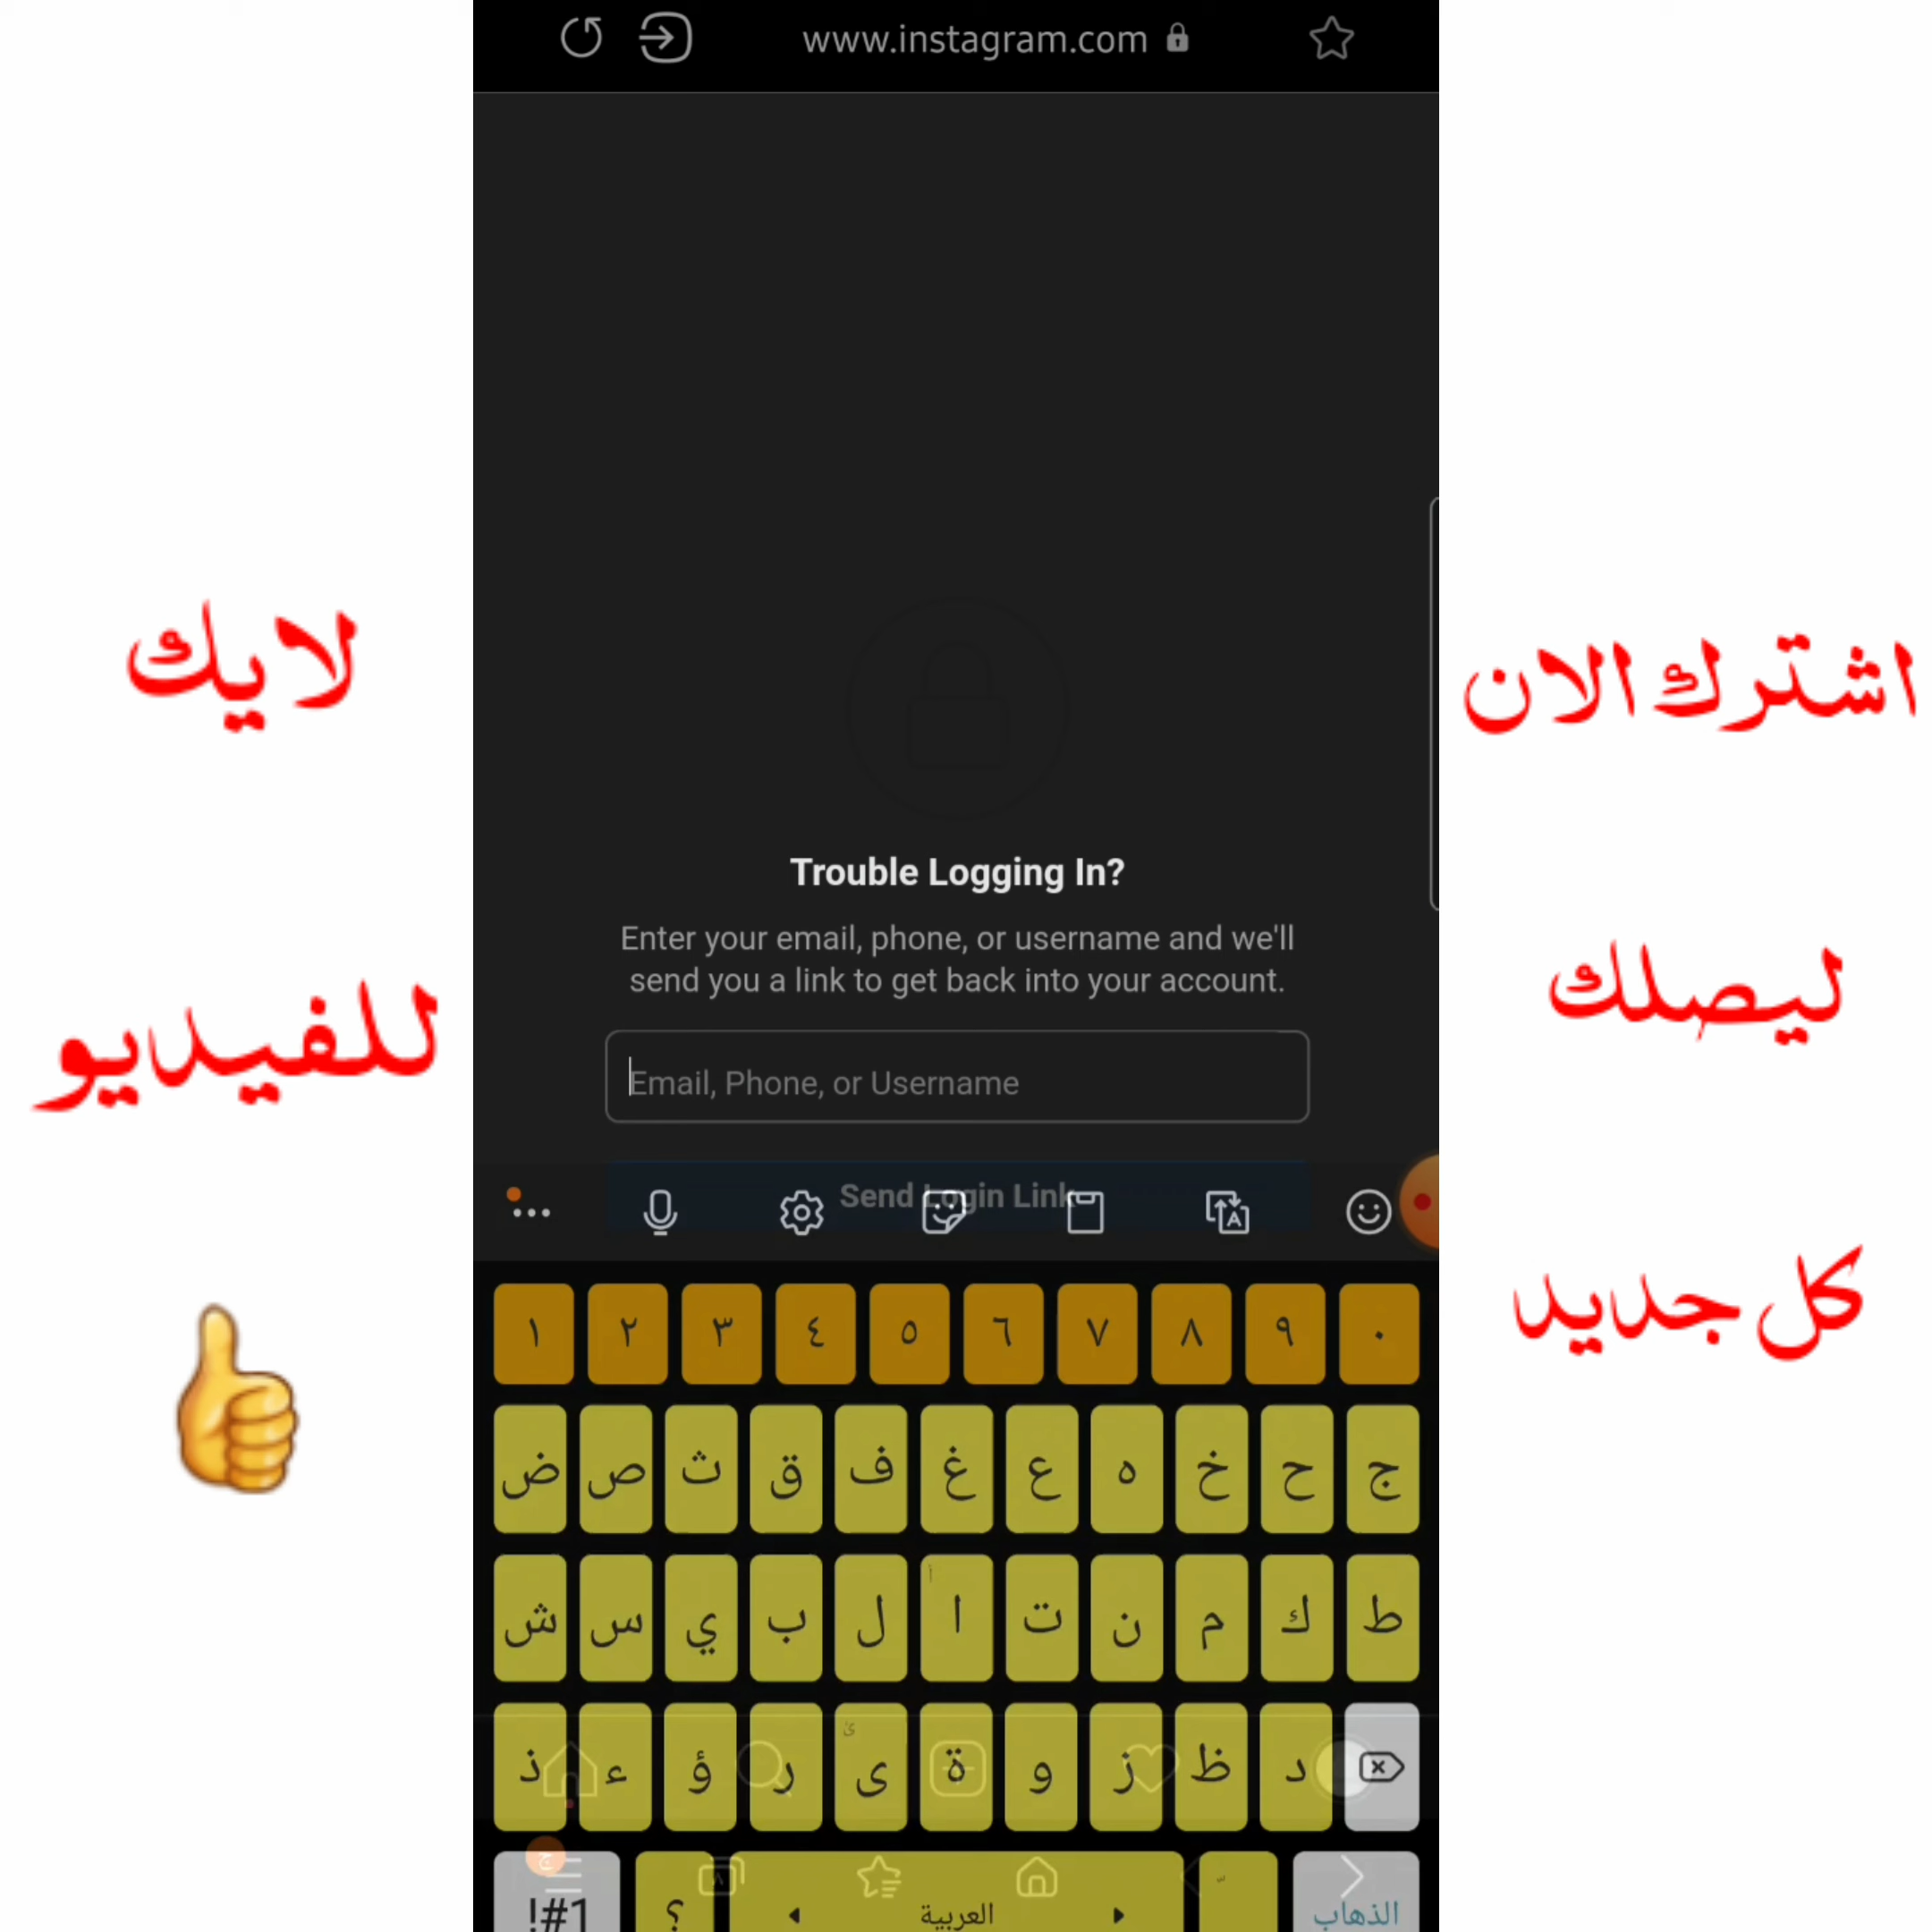 www.instagram.com
لايك
للفيديو
اشترك الان
ليصلك
كل جديد
Trouble Logging In?
Enter your email, phone, or username and we'll
send you a link to get back into your account.
Email, Phone, or Username
Send Login Link
١ ٢ ٣ ٤ ٥ ٦ ٧ ٨ ٩ ٠
ض ص ث ق ف غ ع ه خ ح ج
ش س ي ب ل ا ت ن م ك ط
ذ ء ؤ ر ى ة و ز ظ د
!#1 ؟ العربية الذهاب